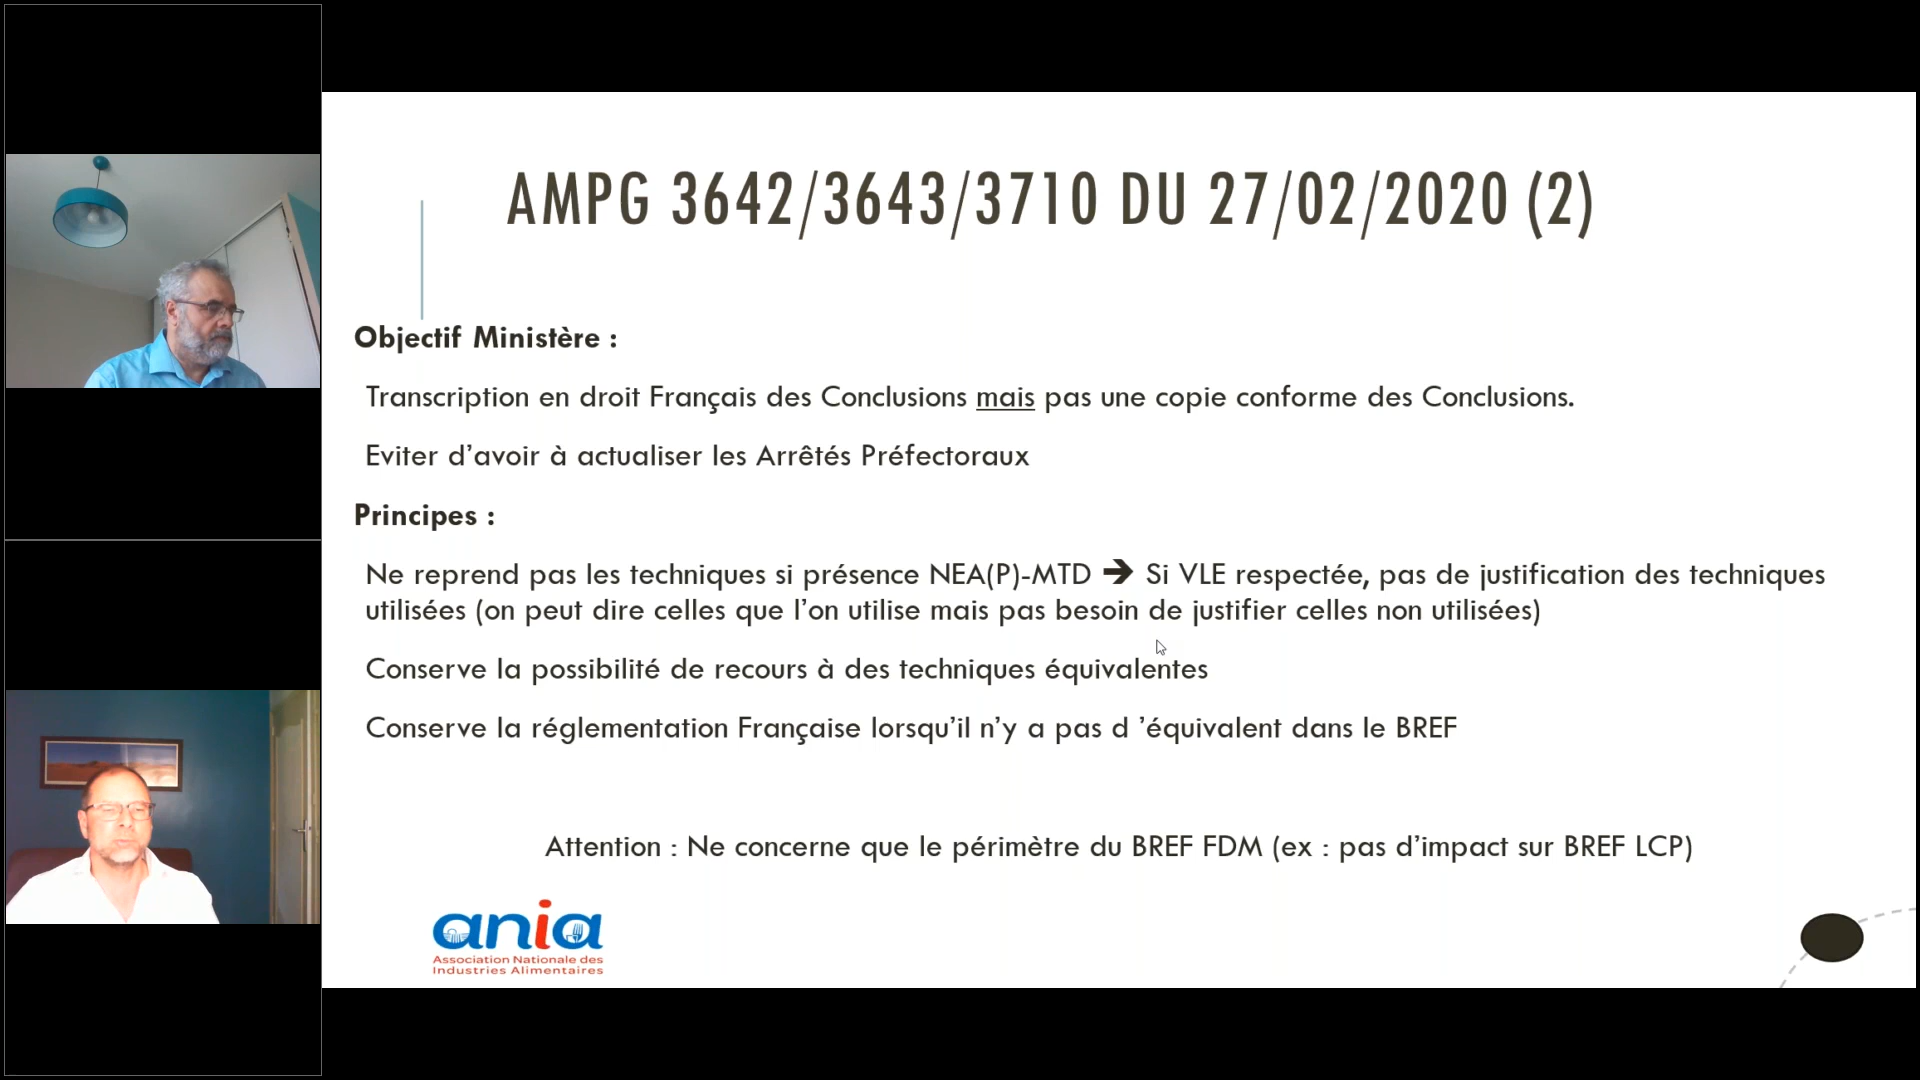 AMPG 3642/3643/3710 DU 27/02/2020 (2)
Objectif Ministère :
Transcription en droit Français des Conclusions mais pas une copie conforme des Conclusions.
Eviter d’avoir à actualiser les Arrêtés Préfectoraux
Principes :
Ne reprend pas les techniques si présence NEA(P)-MTD ➔ Si VLE respectée, pas de justification des techniques
utilisées (on peut dire celles que l’on utilise mais pas besoin de justifier celles non utilisées)
Conserve la possibilité de recours à des techniques équivalentes
Conserve la réglementation Française lorsqu’il n’y a pas d ’équivalent dans le BREF
Attention : Ne concerne que le périmètre du BREF FDM (ex : pas d’impact sur BREF LCP)
ania
Association Nationale des
Industries Alimentaires